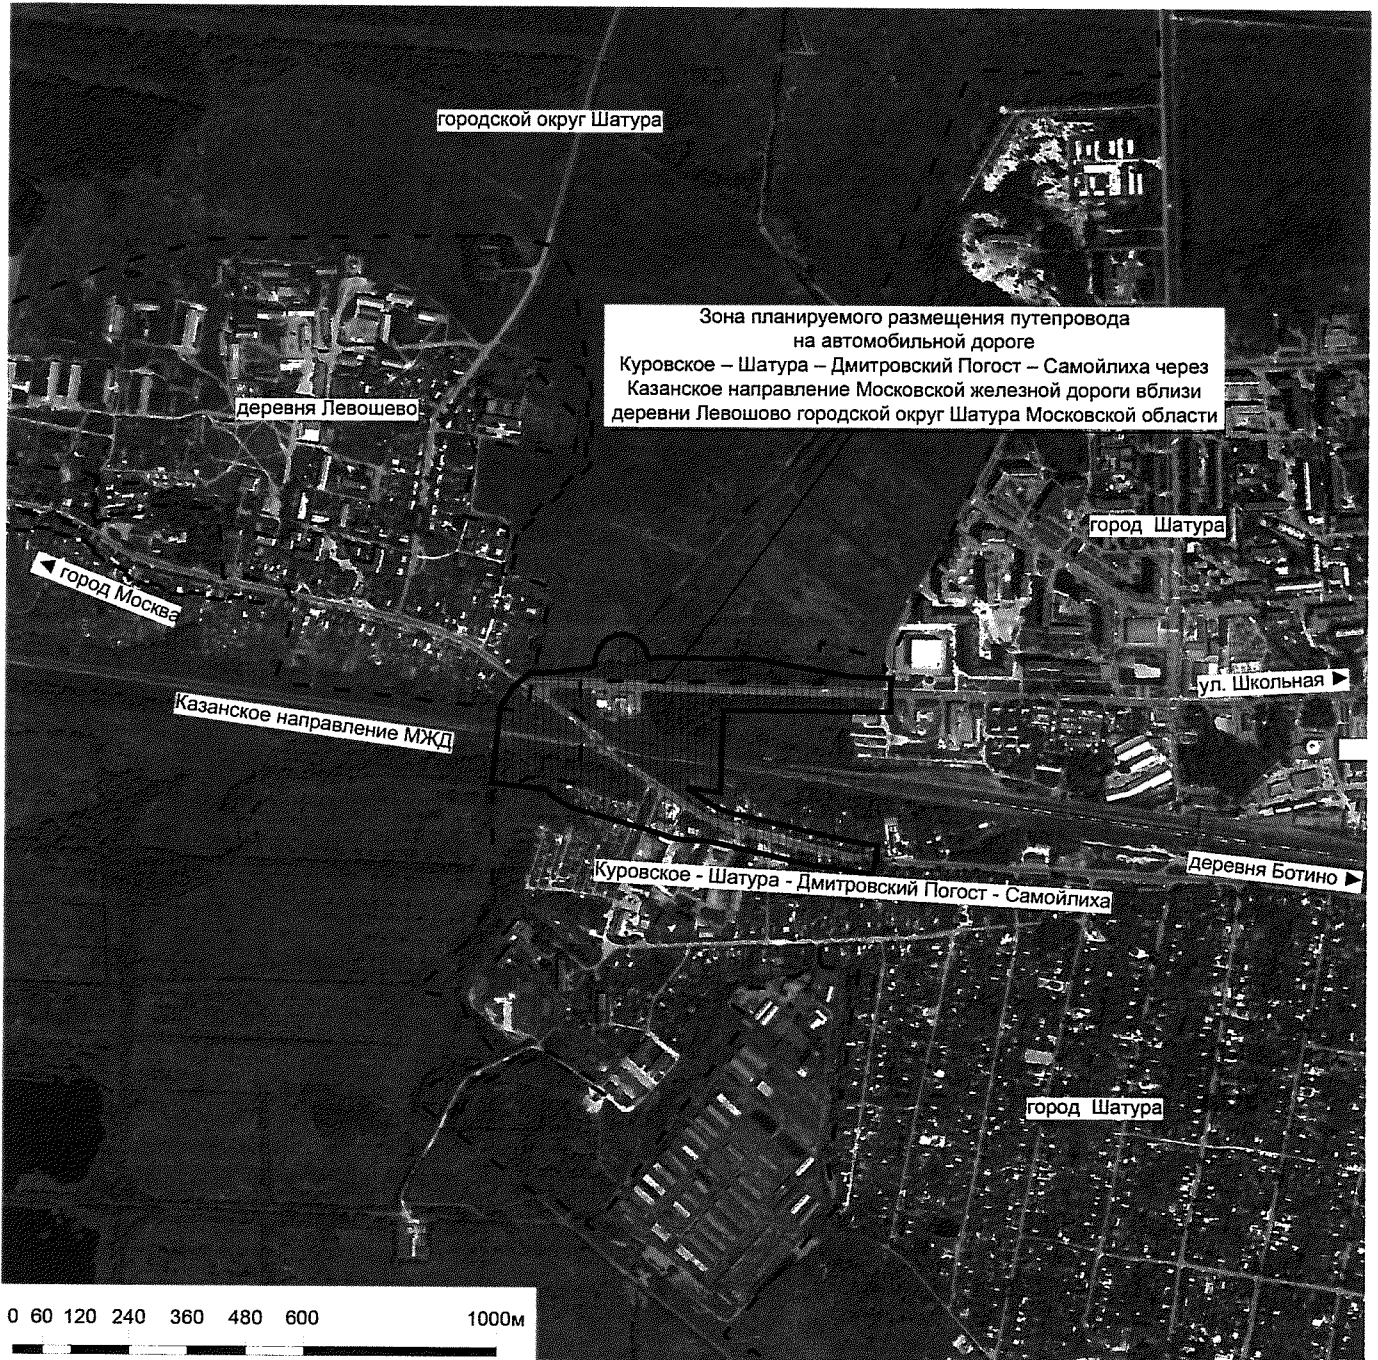 городской округ Шатура
Зона планируемого размещения путепровода
на автомобильной дороге
Куровское – Шатура – Дмитровский Погост – Самойлиха через
Казанское направление Московской железной дороги вблизи
деревни Левошово городской округ Шатура Московской области
деревня Левошево
город Шатура
◄ город Москва
ул. Школьная ►
Казанское направление МЖД
деревня Ботино ►
Куровское - Шатура - Дмитровский Погост - Самойлиха
город Шатура
0 60 120 240 360 480 600 1000м